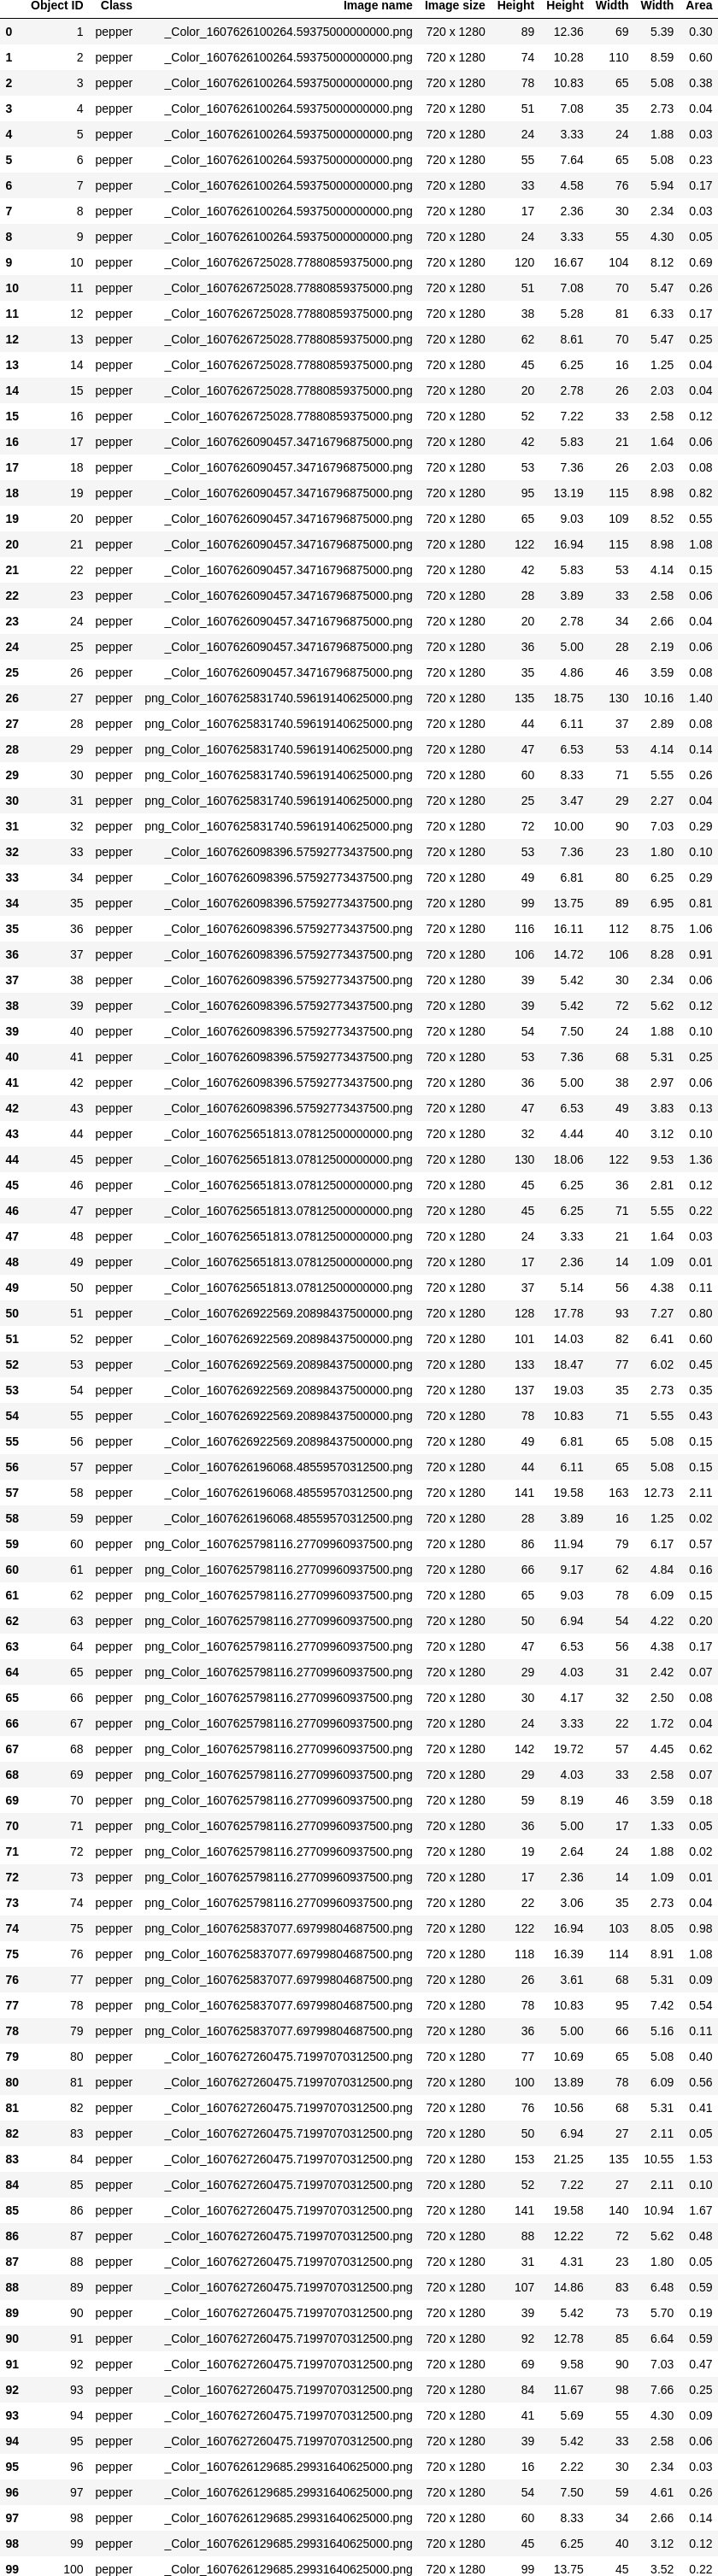 Object ID Class Image name Image size Height Height Width Width Area
0 1 pepper _Color_1607626100264.59375000000000.png 720 x 1280 89 12.36 69 5.39 0.30
1 2 pepper _Color_1607626100264.59375000000000.png 720 x 1280 74 10.28 110 8.59 0.60
2 3 pepper _Color_1607626100264.59375000000000.png 720 x 1280 78 10.83 65 5.08 0.38
3 4 pepper _Color_1607626100264.59375000000000.png 720 x 1280 51 7.08 35 2.73 0.04
4 5 pepper _Color_1607626100264.59375000000000.png 720 x 1280 24 3.33 24 1.88 0.03
5 6 pepper _Color_1607626100264.59375000000000.png 720 x 1280 55 7.64 65 5.08 0.23
6 7 pepper _Color_1607626100264.59375000000000.png 720 x 1280 33 4.58 76 5.94 0.17
7 8 pepper _Color_1607626100264.59375000000000.png 720 x 1280 17 2.36 30 2.34 0.03
8 9 pepper _Color_1607626100264.59375000000000.png 720 x 1280 24 3.33 55 4.30 0.05
9 10 pepper _Color_1607626725028.77880859375000.png 720 x 1280 120 16.67 104 8.12 0.69
10 11 pepper _Color_1607626725028.77880859375000.png 720 x 1280 51 7.08 70 5.47 0.26
11 12 pepper _Color_1607626725028.77880859375000.png 720 x 1280 38 5.28 81 6.33 0.17
12 13 pepper _Color_1607626725028.77880859375000.png 720 x 1280 62 8.61 70 5.47 0.25
13 14 pepper _Color_1607626725028.77880859375000.png 720 x 1280 45 6.25 16 1.25 0.04
14 15 pepper _Color_1607626725028.77880859375000.png 720 x 1280 20 2.78 26 2.03 0.04
15 16 pepper _Color_1607626725028.77880859375000.png 720 x 1280 52 7.22 33 2.58 0.12
16 17 pepper _Color_1607626090457.34716796875000.png 720 x 1280 42 5.83 21 1.64 0.06
17 18 pepper _Color_1607626090457.34716796875000.png 720 x 1280 53 7.36 26 2.03 0.08
18 19 pepper _Color_1607626090457.34716796875000.png 720 x 1280 95 13.19 115 8.98 0.82
19 20 pepper _Color_1607626090457.34716796875000.png 720 x 1280 65 9.03 109 8.52 0.55
20 21 pepper _Color_1607626090457.34716796875000.png 720 x 1280 122 16.94 115 8.98 1.08
21 22 pepper _Color_1607626090457.34716796875000.png 720 x 1280 42 5.83 53 4.14 0.15
22 23 pepper _Color_1607626090457.34716796875000.png 720 x 1280 28 3.89 33 2.58 0.06
23 24 pepper _Color_1607626090457.34716796875000.png 720 x 1280 20 2.78 34 2.66 0.04
24 25 pepper _Color_1607626090457.34716796875000.png 720 x 1280 36 5.00 28 2.19 0.06
25 26 pepper _Color_1607626090457.34716796875000.png 720 x 1280 35 4.86 46 3.59 0.08
26 27 pepper png_Color_1607625831740.59619140625000.png 720 x 1280 135 18.75 130 10.16 1.40
27 28 pepper png_Color_1607625831740.59619140625000.png 720 x 1280 44 6.11 37 2.89 0.08
28 29 pepper png_Color_1607625831740.59619140625000.png 720 x 1280 47 6.53 53 4.14 0.14
29 30 pepper png_Color_1607625831740.59619140625000.png 720 x 1280 60 8.33 71 5.55 0.26
30 31 pepper png_Color_1607625831740.59619140625000.png 720 x 1280 25 3.47 29 2.27 0.04
31 32 pepper png_Color_1607625831740.59619140625000.png 720 x 1280 72 10.00 90 7.03 0.29
32 33 pepper _Color_1607626098396.57592773437500.png 720 x 1280 53 7.36 23 1.80 0.10
33 34 pepper _Color_1607626098396.57592773437500.png 720 x 1280 49 6.81 80 6.25 0.29
34 35 pepper _Color_1607626098396.57592773437500.png 720 x 1280 99 13.75 89 6.95 0.81
35 36 pepper _Color_1607626098396.57592773437500.png 720 x 1280 116 16.11 112 8.75 1.06
36 37 pepper _Color_1607626098396.57592773437500.png 720 x 1280 106 14.72 106 8.28 0.91
37 38 pepper _Color_1607626098396.57592773437500.png 720 x 1280 39 5.42 30 2.34 0.06
38 39 pepper _Color_1607626098396.57592773437500.png 720 x 1280 39 5.42 72 5.62 0.12
39 40 pepper _Color_1607626098396.57592773437500.png 720 x 1280 54 7.50 24 1.88 0.10
40 41 pepper _Color_1607626098396.57592773437500.png 720 x 1280 53 7.36 68 5.31 0.25
41 42 pepper _Color_1607626098396.57592773437500.png 720 x 1280 36 5.00 38 2.97 0.06
42 43 pepper _Color_1607626098396.57592773437500.png 720 x 1280 47 6.53 49 3.83 0.13
43 44 pepper _Color_1607625651813.07812500000000.png 720 x 1280 32 4.44 40 3.12 0.10
44 45 pepper _Color_1607625651813.07812500000000.png 720 x 1280 130 18.06 122 9.53 1.36
45 46 pepper _Color_1607625651813.07812500000000.png 720 x 1280 45 6.25 36 2.81 0.12
46 47 pepper _Color_1607625651813.07812500000000.png 720 x 1280 45 6.25 71 5.55 0.22
47 48 pepper _Color_1607625651813.07812500000000.png 720 x 1280 24 3.33 21 1.64 0.03
48 49 pepper _Color_1607625651813.07812500000000.png 720 x 1280 17 2.36 14 1.09 0.01
49 50 pepper _Color_1607625651813.07812500000000.png 720 x 1280 37 5.14 56 4.38 0.11
50 51 pepper _Color_1607626922569.20898437500000.png 720 x 1280 128 17.78 93 7.27 0.80
51 52 pepper _Color_1607626922569.20898437500000.png 720 x 1280 101 14.03 82 6.41 0.60
52 53 pepper _Color_1607626922569.20898437500000.png 720 x 1280 133 18.47 77 6.02 0.45
53 54 pepper _Color_1607626922569.20898437500000.png 720 x 1280 137 19.03 35 2.73 0.35
54 55 pepper _Color_1607626922569.20898437500000.png 720 x 1280 78 10.83 71 5.55 0.43
55 56 pepper _Color_1607626922569.20898437500000.png 720 x 1280 49 6.81 65 5.08 0.15
56 57 pepper _Color_1607626196068.48559570312500.png 720 x 1280 44 6.11 65 5.08 0.15
57 58 pepper _Color_1607626196068.48559570312500.png 720 x 1280 141 19.58 163 12.73 2.11
58 59 pepper _Color_1607626196068.48559570312500.png 720 x 1280 28 3.89 16 1.25 0.02
59 60 pepper png_Color_1607625798116.27709960937500.png 720 x 1280 86 11.94 79 6.17 0.57
60 61 pepper png_Color_1607625798116.27709960937500.png 720 x 1280 66 9.17 62 4.84 0.16
61 62 pepper png_Color_1607625798116.27709960937500.png 720 x 1280 65 9.03 78 6.09 0.15
62 63 pepper png_Color_1607625798116.27709960937500.png 720 x 1280 50 6.94 54 4.22 0.20
63 64 pepper png_Color_1607625798116.27709960937500.png 720 x 1280 47 6.53 56 4.38 0.17
64 65 pepper png_Color_1607625798116.27709960937500.png 720 x 1280 29 4.03 31 2.42 0.07
65 66 pepper png_Color_1607625798116.27709960937500.png 720 x 1280 30 4.17 32 2.50 0.08
66 67 pepper png_Color_1607625798116.27709960937500.png 720 x 1280 24 3.33 22 1.72 0.04
67 68 pepper png_Color_1607625798116.27709960937500.png 720 x 1280 142 19.72 57 4.45 0.62
68 69 pepper png_Color_1607625798116.27709960937500.png 720 x 1280 29 4.03 33 2.58 0.07
69 70 pepper png_Color_1607625798116.27709960937500.png 720 x 1280 59 8.19 46 3.59 0.18
70 71 pepper png_Color_1607625798116.27709960937500.png 720 x 1280 36 5.00 17 1.33 0.05
71 72 pepper png_Color_1607625798116.27709960937500.png 720 x 1280 19 2.64 24 1.88 0.02
72 73 pepper png_Color_1607625798116.27709960937500.png 720 x 1280 17 2.36 14 1.09 0.01
73 74 pepper png_Color_1607625798116.27709960937500.png 720 x 1280 22 3.06 35 2.73 0.04
74 75 pepper png_Color_1607625837077.69799804687500.png 720 x 1280 122 16.94 103 8.05 0.98
75 76 pepper png_Color_1607625837077.69799804687500.png 720 x 1280 118 16.39 114 8.91 1.08
76 77 pepper png_Color_1607625837077.69799804687500.png 720 x 1280 26 3.61 68 5.31 0.09
77 78 pepper png_Color_1607625837077.69799804687500.png 720 x 1280 78 10.83 95 7.42 0.54
78 79 pepper png_Color_1607625837077.69799804687500.png 720 x 1280 36 5.00 66 5.16 0.11
79 80 pepper _Color_1607627260475.71997070312500.png 720 x 1280 77 10.69 65 5.08 0.40
80 81 pepper _Color_1607627260475.71997070312500.png 720 x 1280 100 13.89 78 6.09 0.56
81 82 pepper _Color_1607627260475.71997070312500.png 720 x 1280 76 10.56 68 5.31 0.41
82 83 pepper _Color_1607627260475.71997070312500.png 720 x 1280 50 6.94 27 2.11 0.05
83 84 pepper _Color_1607627260475.71997070312500.png 720 x 1280 153 21.25 135 10.55 1.53
84 85 pepper _Color_1607627260475.71997070312500.png 720 x 1280 52 7.22 27 2.11 0.10
85 86 pepper _Color_1607627260475.71997070312500.png 720 x 1280 141 19.58 140 10.94 1.67
86 87 pepper _Color_1607627260475.71997070312500.png 720 x 1280 88 12.22 72 5.62 0.48
87 88 pepper _Color_1607627260475.71997070312500.png 720 x 1280 31 4.31 23 1.80 0.05
88 89 pepper _Color_1607627260475.71997070312500.png 720 x 1280 107 14.86 83 6.48 0.59
89 90 pepper _Color_1607627260475.71997070312500.png 720 x 1280 39 5.42 73 5.70 0.19
90 91 pepper _Color_1607627260475.71997070312500.png 720 x 1280 92 12.78 85 6.64 0.59
91 92 pepper _Color_1607627260475.71997070312500.png 720 x 1280 69 9.58 90 7.03 0.47
92 93 pepper _Color_1607627260475.71997070312500.png 720 x 1280 84 11.67 98 7.66 0.25
93 94 pepper _Color_1607627260475.71997070312500.png 720 x 1280 41 5.69 55 4.30 0.09
94 95 pepper _Color_1607627260475.71997070312500.png 720 x 1280 39 5.42 33 2.58 0.06
95 96 pepper _Color_1607626129685.29931640625000.png 720 x 1280 16 2.22 30 2.34 0.03
96 97 pepper _Color_1607626129685.29931640625000.png 720 x 1280 54 7.50 59 4.61 0.26
97 98 pepper _Color_1607626129685.29931640625000.png 720 x 1280 60 8.33 34 2.66 0.14
98 99 pepper _Color_1607626129685.29931640625000.png 720 x 1280 45 6.25 40 3.12 0.12
99 100 pepper _Color_1607626129685.29931640625000.png 720 x 1280 99 13.75 45 3.52 0.22